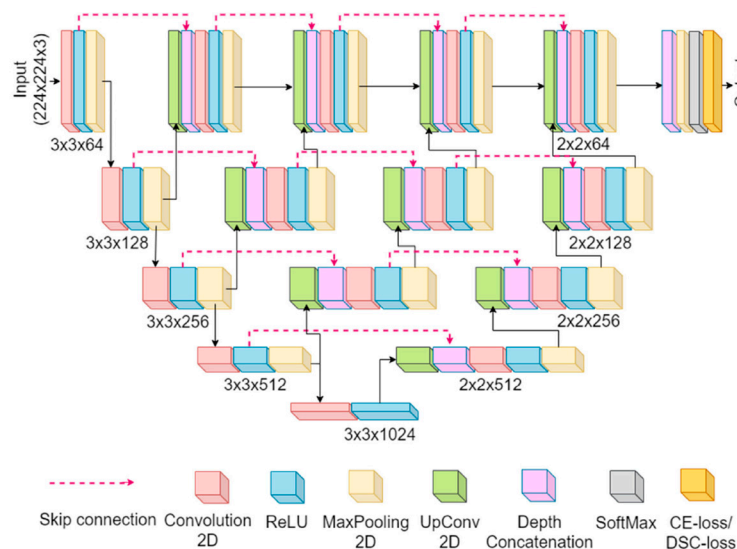 Input
(224x224x3)
3x3x64
2x2x64
3x3x128
2x2x128
3x3x256
2x2x256
3x3x512
2x2x512
3x3x1024
Skip connection
Convolution
2D
ReLU
MaxPooling
2D
UpConv
2D
Depth
Concatenation
SoftMax
CE-loss/
DSC-loss